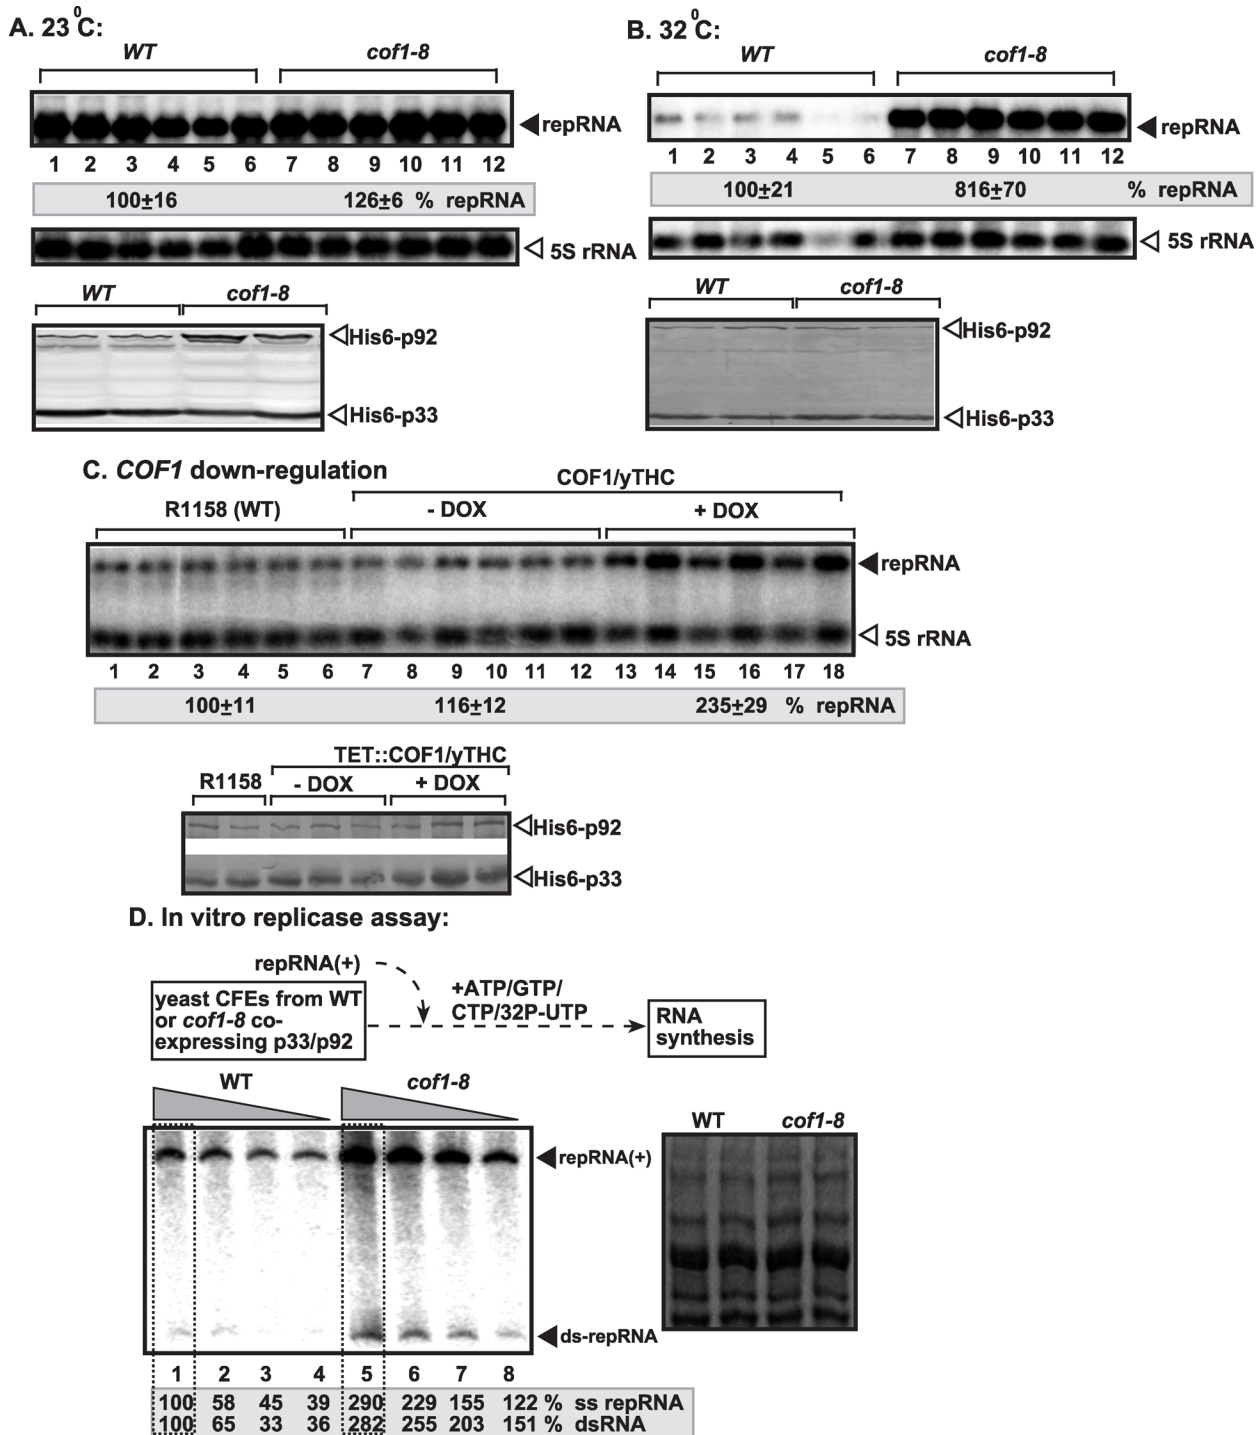 A. 23 0C:
WT cof1-8
repRNA
1 2 3 4 5 6 7 8 9 10 11 12
100±16 126±6 % repRNA
5S rRNA
WT cof1-8
His6-p92
His6-p33
B. 32 0C:
WT cof1-8
repRNA
1 2 3 4 5 6 7 8 9 10 11 12
100±21 816±70 % repRNA
5S rRNA
WT cof1-8
His6-p92
His6-p33
C. COF1 down-regulation
COF1/yTHC
R1158 (WT) - DOX + DOX
repRNA
5S rRNA
1 2 3 4 5 6 7 8 9 10 11 12 13 14 15 16 17 18
100±11 116±12 235±29 % repRNA
TET::COF1/yTHC
R1158 - DOX + DOX
His6-p92
His6-p33
D. In vitro replicase assay:
repRNA(+)
yeast CFEs from WT
or cof1-8 co-
expressing p33/p92
+ATP/GTP/
CTP/32P-UTP
RNA
synthesis
WT cof1-8
repRNA(+)
ds-repRNA
1 2 3 4 5 6 7 8
100 58 45 39 290 229 155 122 % ss repRNA
100 65 33 36 282 255 203 151 % dsRNA
WT cof1-8